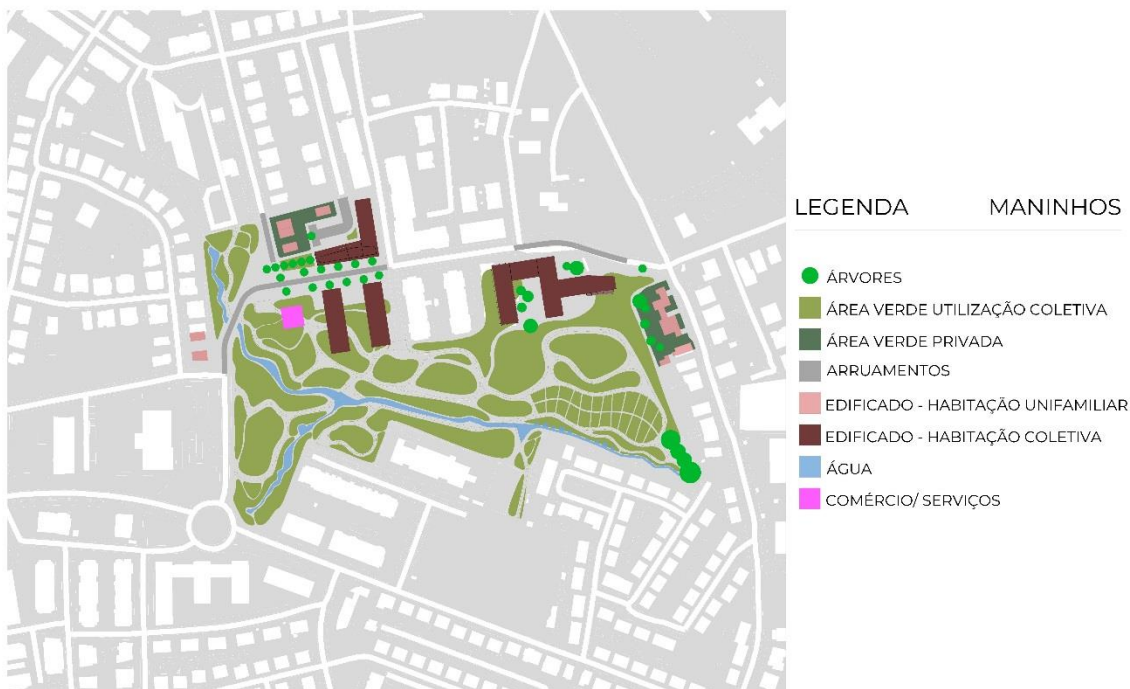 LEGENDA MANINHOS
ÁRVORES
ÁREA VERDE UTILIZAÇÃO COLETIVA
ÁREA VERDE PRIVADA
ARRUAMENTOS
EDIFICADO - HABITAÇÃO UNIFAMILIAR
EDIFICADO - HABITAÇÃO COLETIVA
ÁGUA
COMÉRCIO/ SERVIÇOS